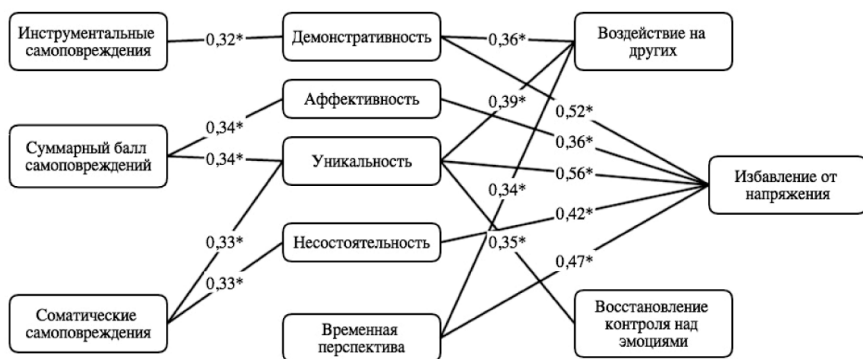 Инструментальные
самоповреждения
0,32*
Демонстративность
0,36*
Воздействие на
других
Аффективность
0,39*
0,52*
0,34*
0,36*
Суммарный балл
самоповреждений
0,34*
Уникальность
0,56*
Избавление от
напряжения
0,34*
0,42*
0,33*
Несостоятельность
0,35*
0,47*
0,33*
Соматические
самоповреждения
Временная
перспектива
Восстановление
контроля над
эмоциями